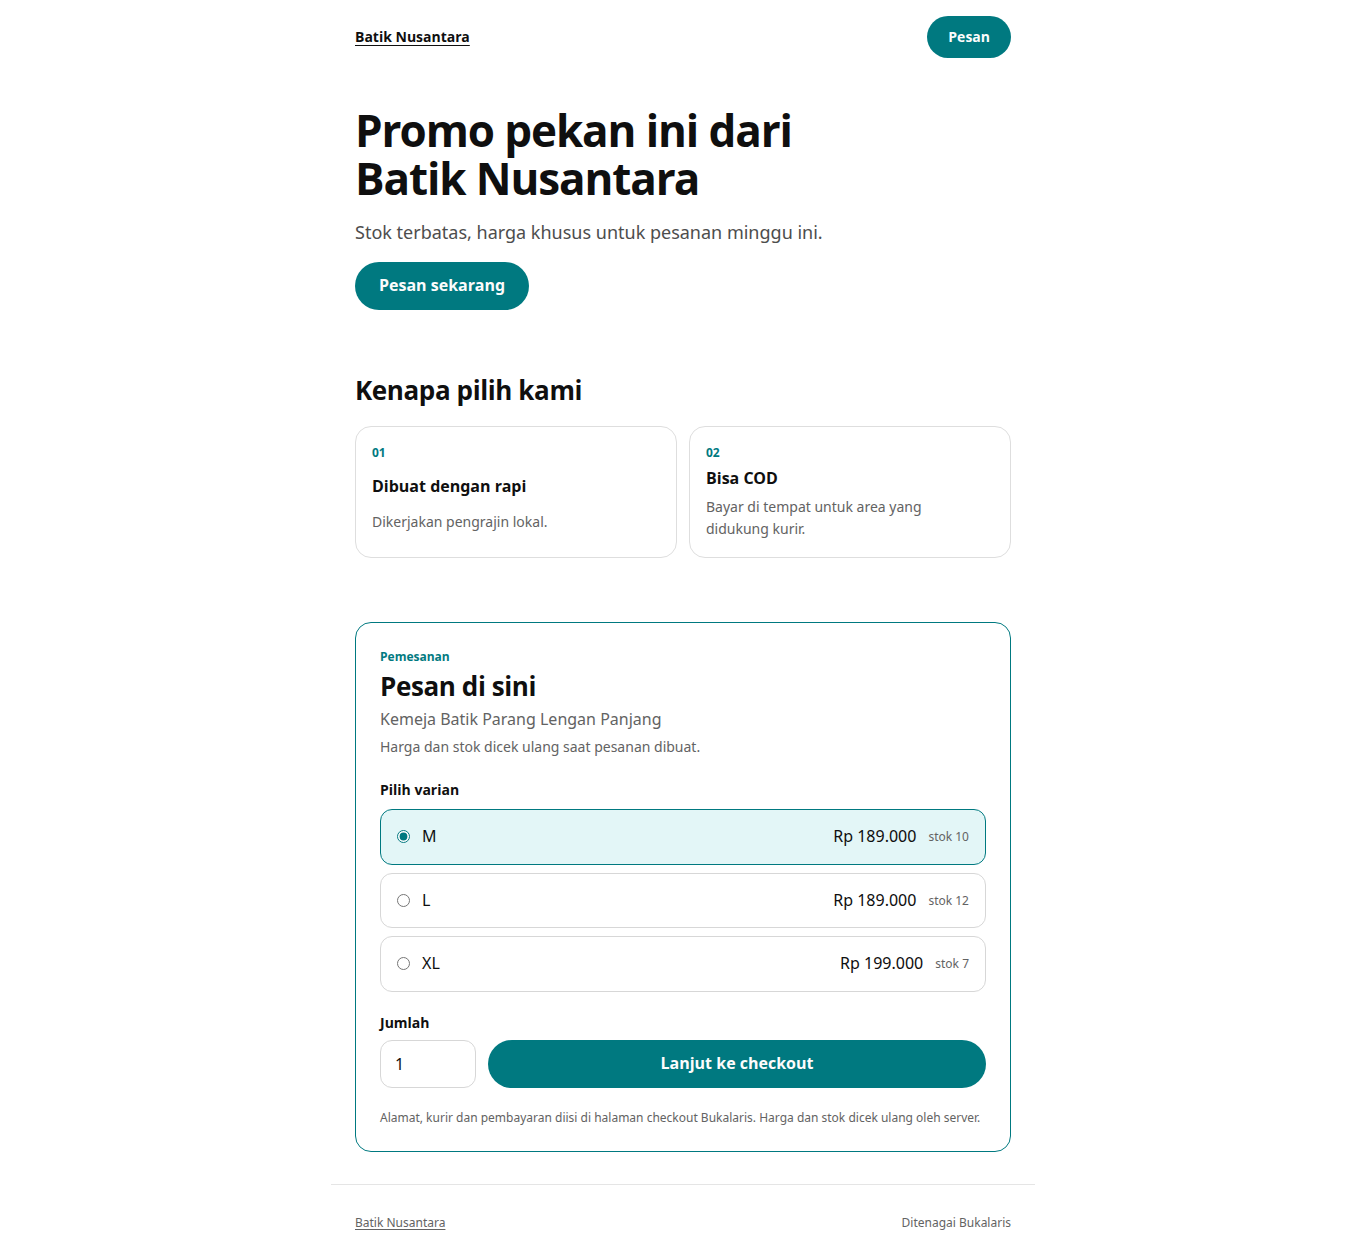 Batik Nusantara
Pesan
Promo pekan ini dari
Batik Nusantara
Stok terbatas, harga khusus untuk pesanan minggu ini.
Pesan sekarang
Kenapa pilih kami
01
Dibuat dengan rapi
Dikerjakan pengrajin lokal.
02
Bisa COD
Bayar di tempat untuk area yang
didukung kurir.
Pemesanan
Pesan di sini
Kemeja Batik Parang Lengan Panjang
Harga dan stok dicek ulang saat pesanan dibuat.
Pilih varian
M Rp 189.000 stok 10
L Rp 189.000 stok 12
XL Rp 199.000 stok 7
Jumlah
1
Lanjut ke checkout
Alamat, kurir dan pembayaran diisi di halaman checkout Bukalaris. Harga dan stok dicek ulang oleh server.
Batik Nusantara
Ditenagai Bukalaris